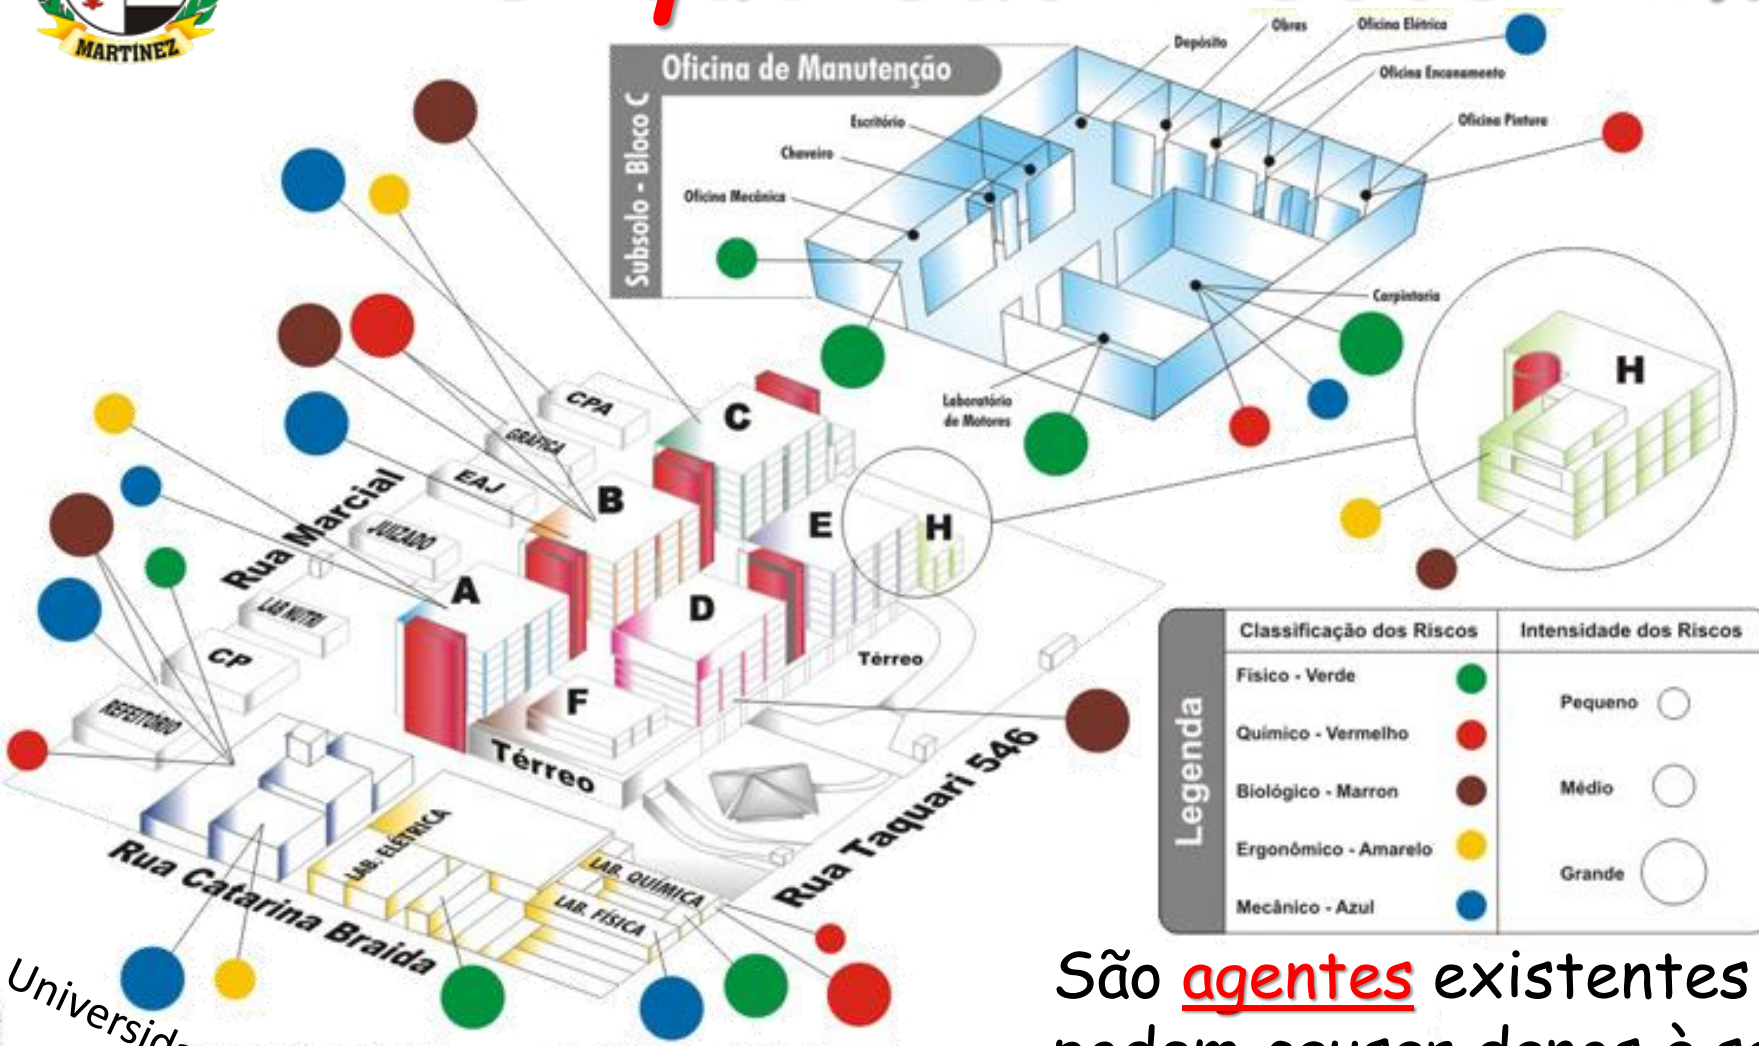 MARTÍNEZ
Oficina de Manutenção
Subsolo - Bloco C
Depósito
Obras
Oficina Elétrica
Oficina Encanamento
Oficina Pintura
Escritório
Chaveiro
Oficina Mecânica
Carpintaria
Laboratório
de Motores
H
CPA
GRÁFICA
EAJ
JUIZADO
LAB NUTRI
CP
REFEITÓRIO
Rua Marcial
C
B
E
H
A
D
F
Térreo
Térreo
Rua Taquari 546
LAB. ELÉTRICA
LAB. QUÍMICA
LAB. FÍSICA
Rua Catarina Braida
Legenda
Classificação dos Riscos
Intensidade dos Riscos
Físico - Verde
Químico - Vermelho
Biológico - Marron
Ergonômico - Amarelo
Mecânico - Azul
Pequeno
Médio
Grande
São agentes existentes